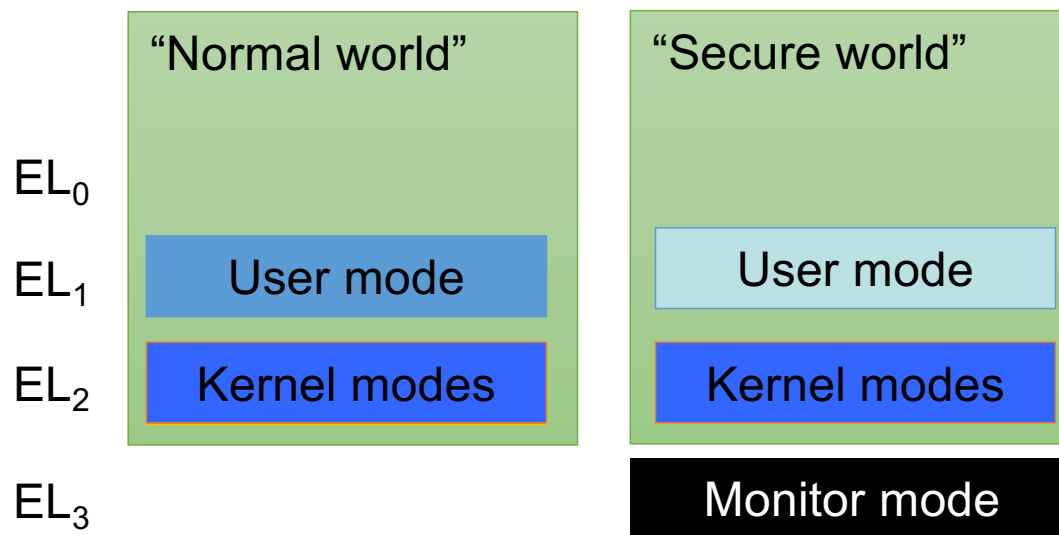 “Normal world”
“Secure world”
EL₀
EL₁
User mode
User mode
EL₂
Kernel modes
Kernel modes
EL₃
Monitor mode